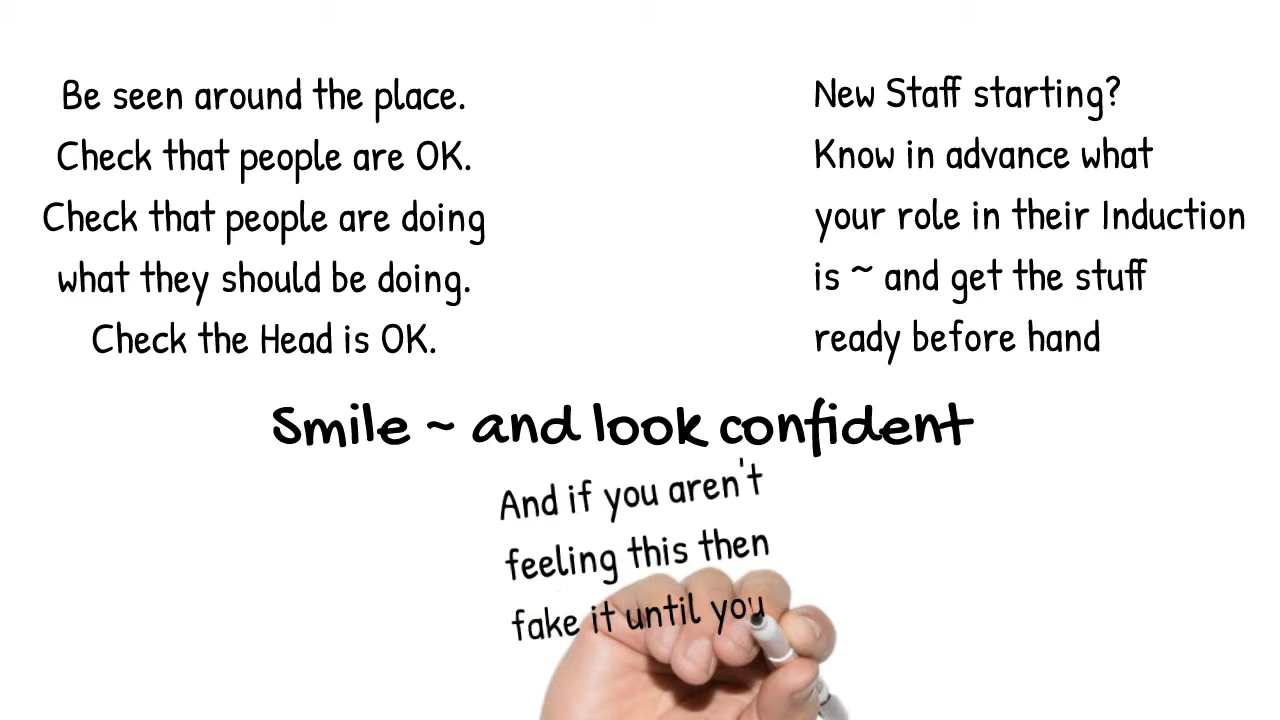 Be seen around the place.
Check that people are OK.
Check that people are doing
what they should be doing.
Check the Head is OK.
New Staff starting?
Know in advance what
your role in their Induction
is ~ and get the stuff
ready before hand
Smile ~ and look confident
And if you aren't
feeling this then
fake it until you